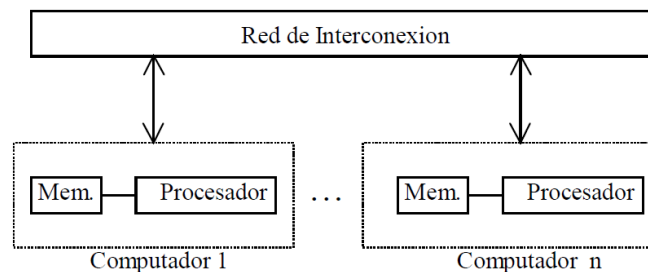 Red de Interconexion
Mem. Procesador ... Mem. Procesador
Computador 1 Computador n